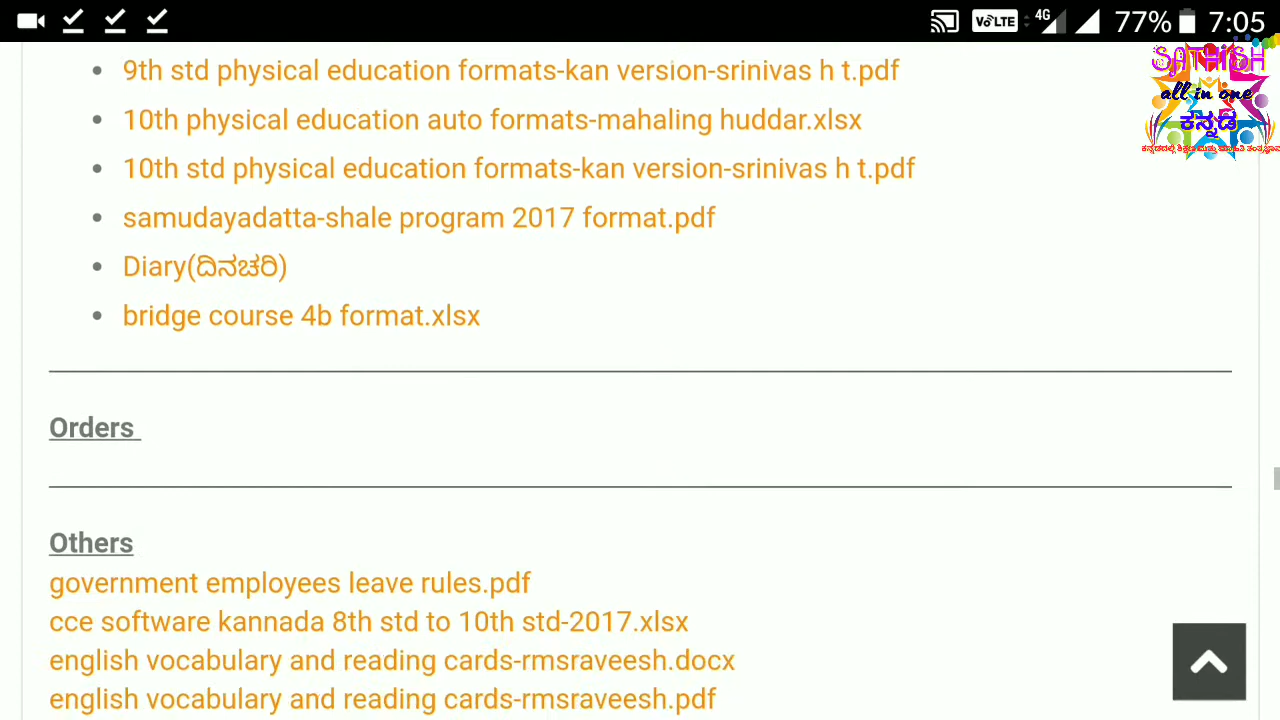 VoLTE 4G 77% 7:05
9th std physical education formats-kan version-srinivas h t.pdf
SATHISH
10th physical education auto formats-mahaling huddar.xlsx
all in one
ಕನ್ನಡ
10th std physical education formats-kan version-srinivas h t.pdf
samudayadatta-shale program 2017 format.pdf
Diary(ದಿನಚರಿ)
bridge course 4b format.xlsx
Orders
Others
government employees leave rules.pdf
cce software kannada 8th std to 10th std-2017.xlsx
english vocabulary and reading cards-rmsraveesh.docx
english vocabulary and reading cards-rmsraveesh.pdf